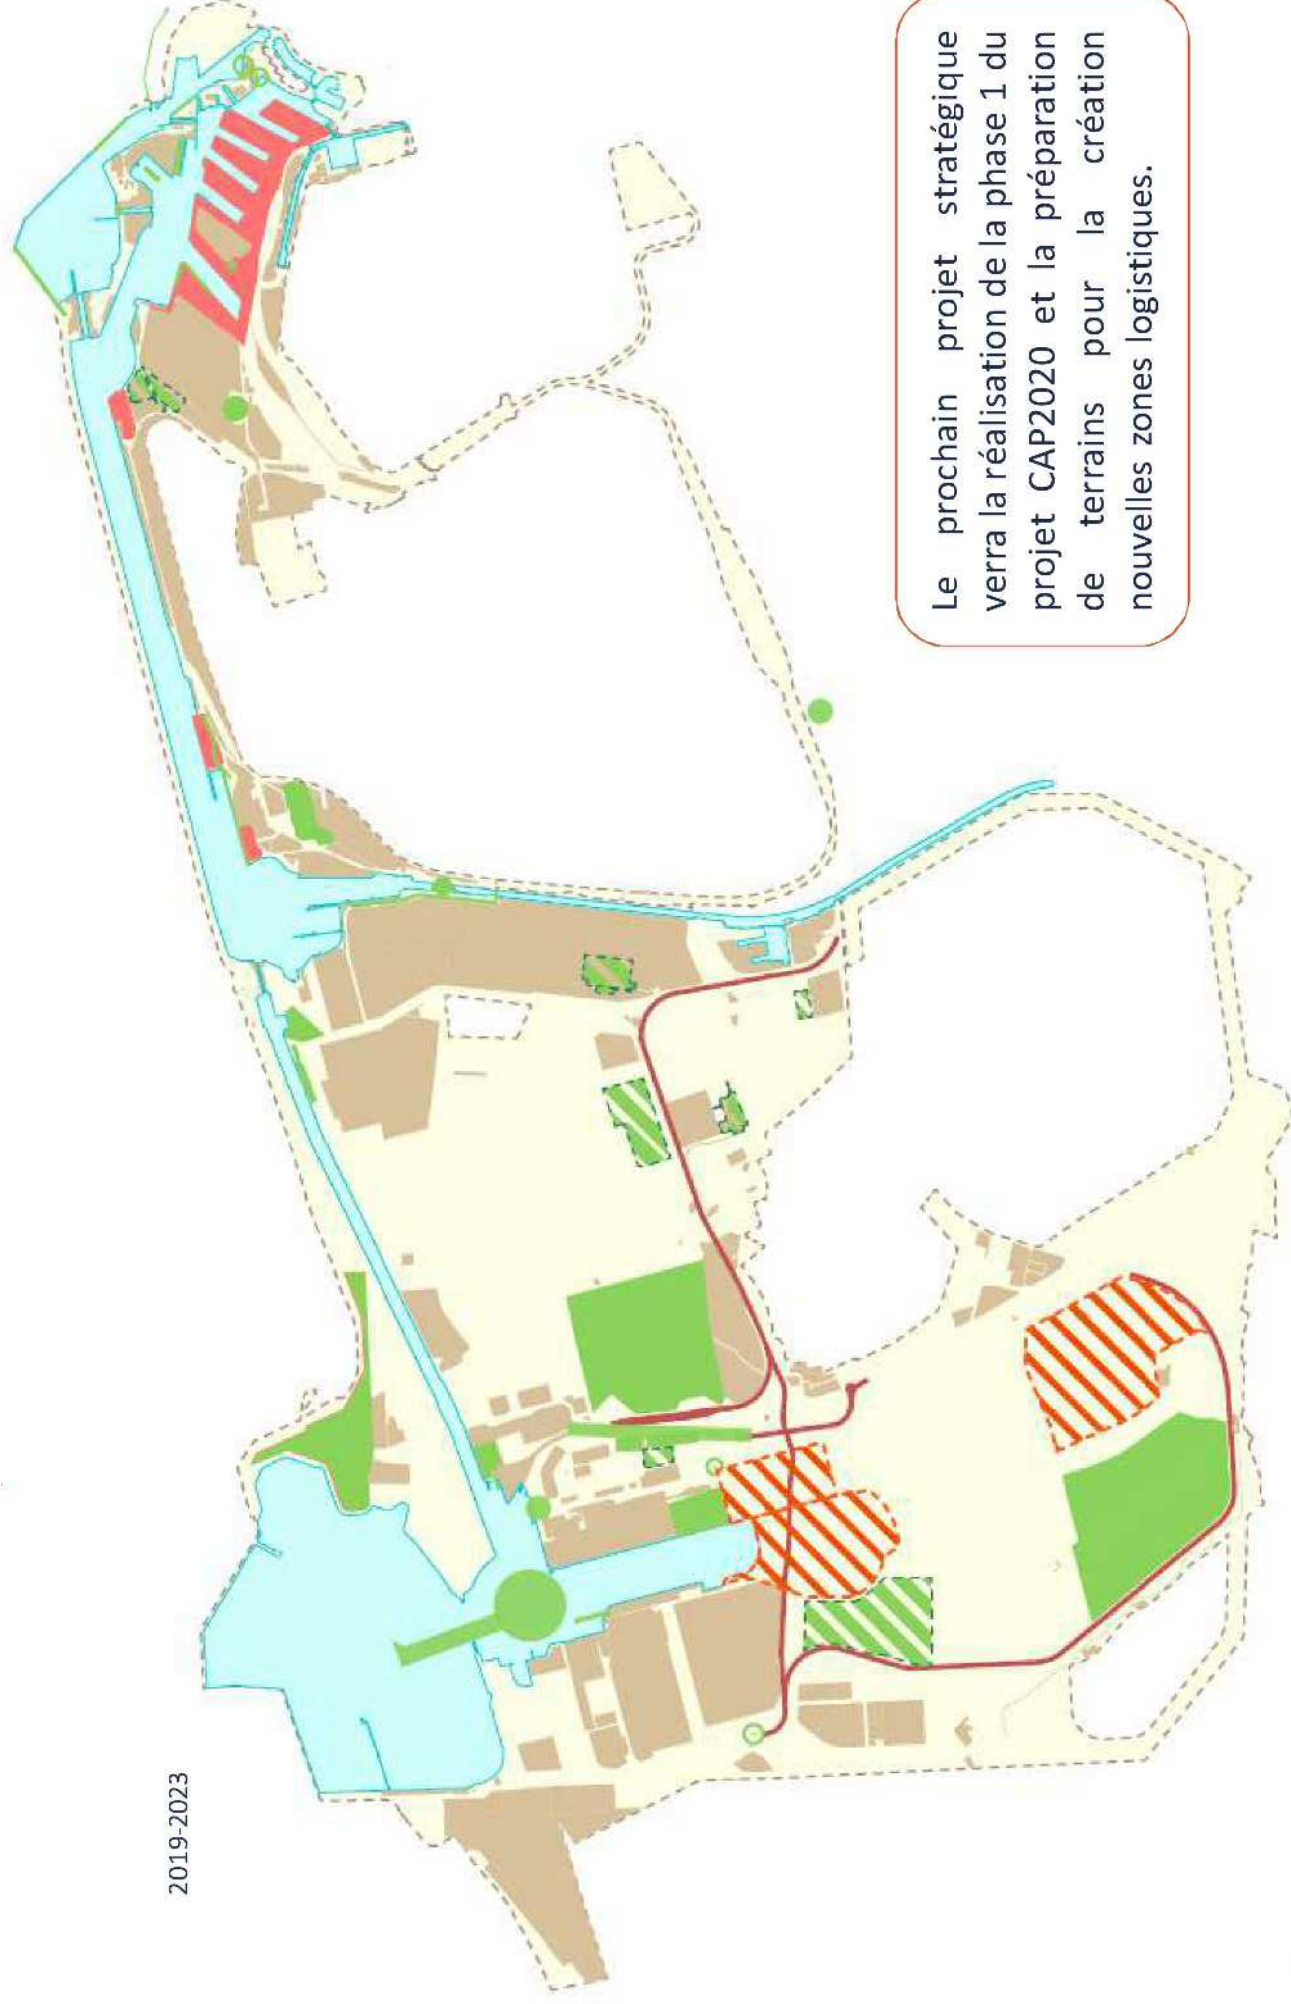 2019-2023
Le prochain projet stratégique
verra la réalisation de la phase 1 du
projet CAP2020 et la préparation
de terrains pour la création
nouvelles zones logistiques.